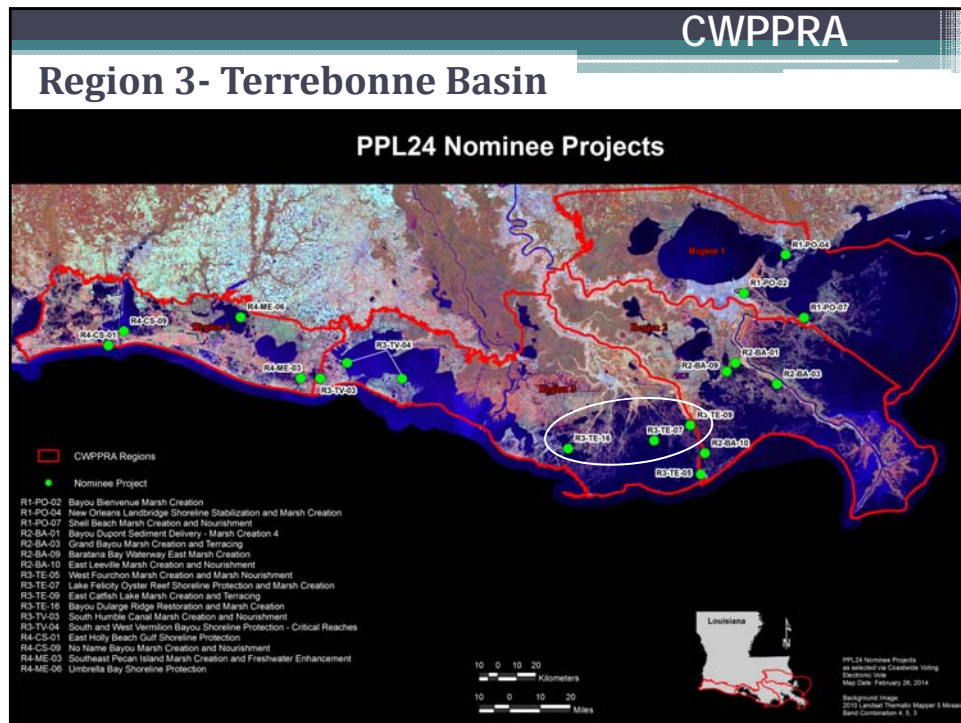 CWPPRA
Region 3- Terrebonne Basin
PPL24 Nominee Projects
Region 1
R1-PO-04
R1-PO-02
R4-ME-06
R1-PO-07
R4-CS-09
R4-CS-01
Region 2
R3-TV-04
R2-BA-01
R2-BA-09
R2-BA-03
R4-ME-03
R3-TV-03
R3-TE-09
R3-TE-07
R3-TE-16
R2-BA-10
R3-TE-05
CWPPRA Regions
Nominee Project
R1-PO-02 Bayou Bienvenue Marsh Creation
R1-PO-04 New Orleans Landbridge Shoreline Stabilization and Marsh Creation
R1-PO-07 Shell Beach Marsh Creation and Nourishment
R2-BA-01 Bayou Dupont Sediment Delivery - Marsh Creation 4
R2-BA-03 Grand Bayou Marsh Creation and Terracing
R2-BA-09 Barataria Bay Waterway East Marsh Creation
R2-BA-10 East Leeville Marsh Creation and Nourishment
R3-TE-05 West Fourchon Marsh Creation and Marsh Nourishment
R3-TE-07 Lake Felicity Oyster Reef Shoreline Protection and Marsh Creation
R3-TE-09 East Catfish Lake Marsh Creation and Terracing
R3-TE-16 Bayou Dularge Ridge Restoration and Marsh Creation
R3-TV-03 South Humble Canal Marsh Creation and Nourishment
R3-TV-04 South and West Vermilion Bayou Shoreline Protection - Critical Reaches
R4-CS-01 East Holly Beach Gulf Shoreline Protection
R4-CS-09 No Name Bayou Marsh Creation and Nourishment
R4-ME-03 Southeast Pecan Island Marsh Creation and Freshwater Enhancement
R4-ME-06 Umbrella Bay Shoreline Protection
10 0 10 20
Kilometers
10 0 10 20
Miles
Louisiana
N
PPL24 Nominee Projects
as selected via Coastwide Voting
Electronic Vote
Map Date: February 26, 2014
Background Image:
2010 Landsat Thematic Mapper 5 Mosaic
Band Combination 4, 5, 3